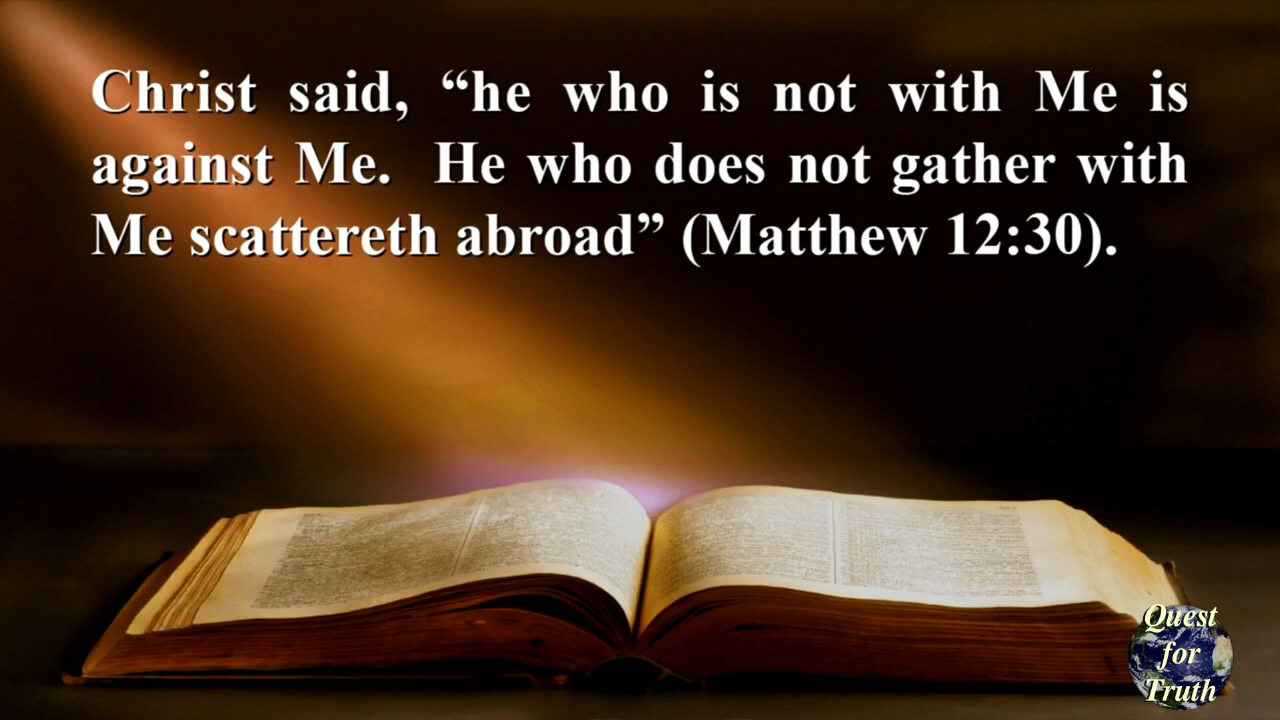 Christ said, “he who is not with Me is
against Me.  He who does not gather with
Me scattereth abroad” (Matthew 12:30).
Quest
for
Truth